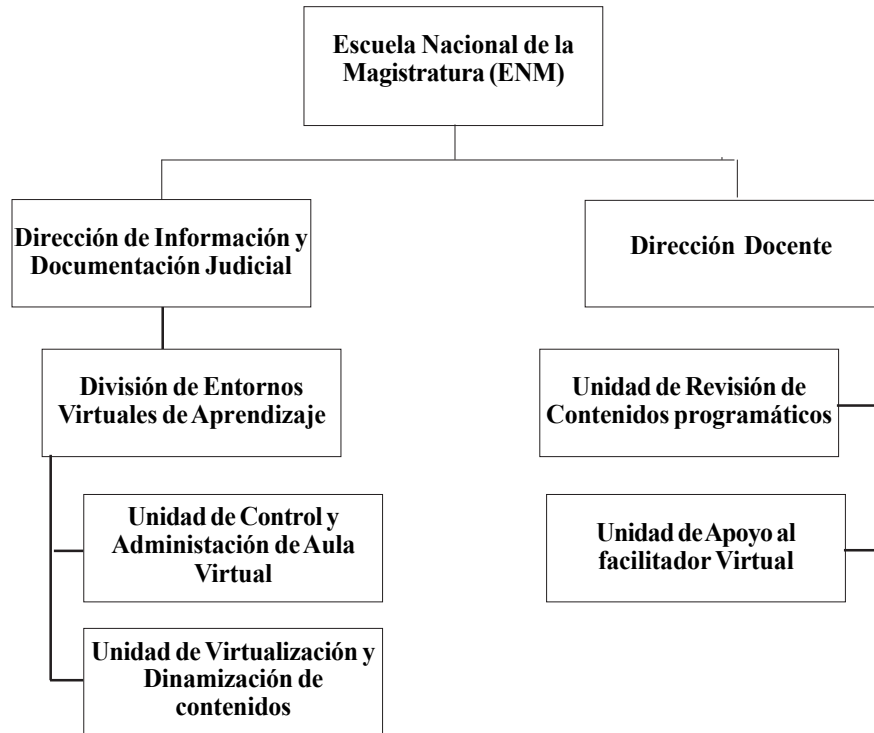 Escuela Nacional de la
Magistratura (ENM)
Dirección de Información y
Documentación Judicial
Dirección Docente
División de Entornos
Virtuales de Aprendizaje
Unidad de Revisión de
Contenidos programáticos
Unidad de Control y
Administación de Aula
Virtual
Unidad de Apoyo al
facilitador Virtual
Unidad de Virtualización y
Dinamización de
contenidos